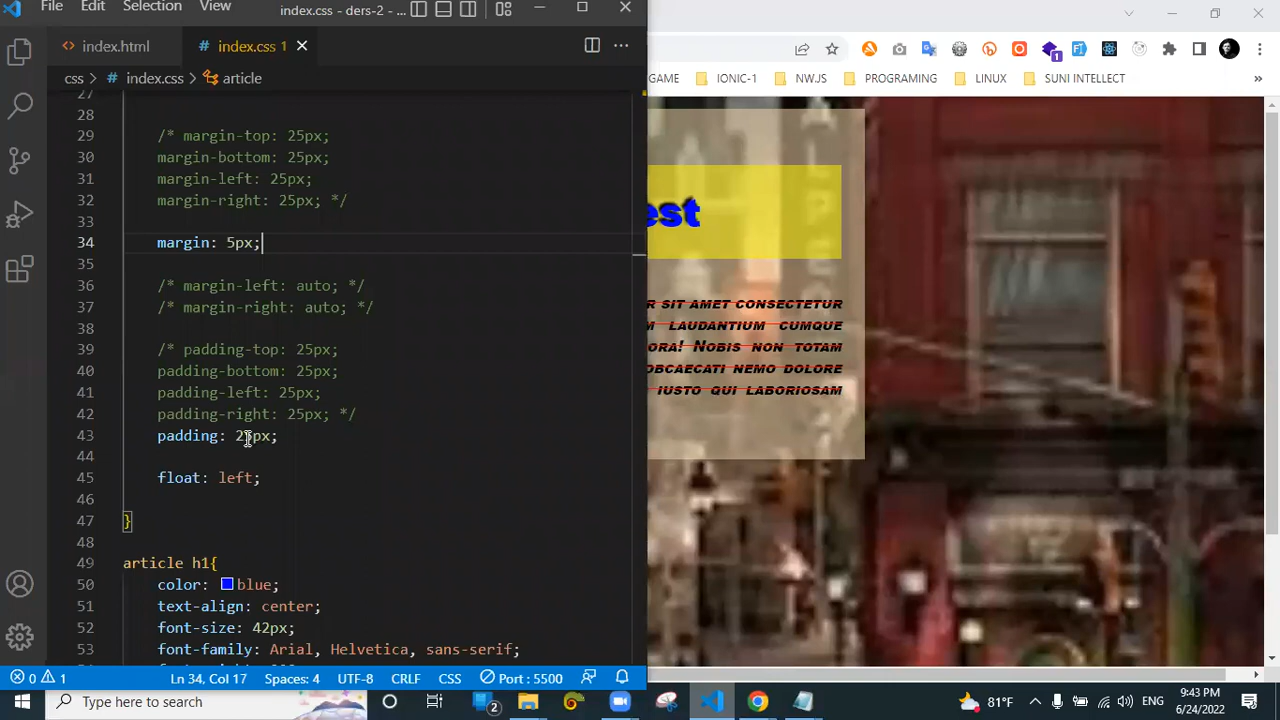 File Edit Selection View index.css - ders-2 - ...
index.html
index.css 1
css > index.css > article
27
28
29 /* margin-top: 25px;
30 margin-bottom: 25px;
31 margin-left: 25px;
32 margin-right: 25px; */
33
34 margin: 5px;
35
36 /* margin-left: auto; */
37 /* margin-right: auto; */
38
39 /* padding-top: 25px;
40 padding-bottom: 25px;
41 padding-left: 25px;
42 padding-right: 25px; */
43 padding: 25px;
44
45 float: left;
46
47 }
48
49 article h1{
50 color: blue;
51 text-align: center;
52 font-size: 42px;
53 font-family: Arial, Helvetica, sans-serif;
0 1 Ln 34, Col 17 Spaces: 4 UTF-8 CRLF CSS Port : 5500
GAME IONIC-1 NW.JS PROGRAMING LINUX SUNI INTELLECT »
est
R SIT AMET CONSECTETUR
M LAUDANTIUM CUMQUE
ORA! NOBIS NON TOTAM
OBCAECATI NEMO DOLORE
IUSTO QUI LABORIOSAM
Type here to search
2
81°F ENG 9:43 PM
6/24/2022